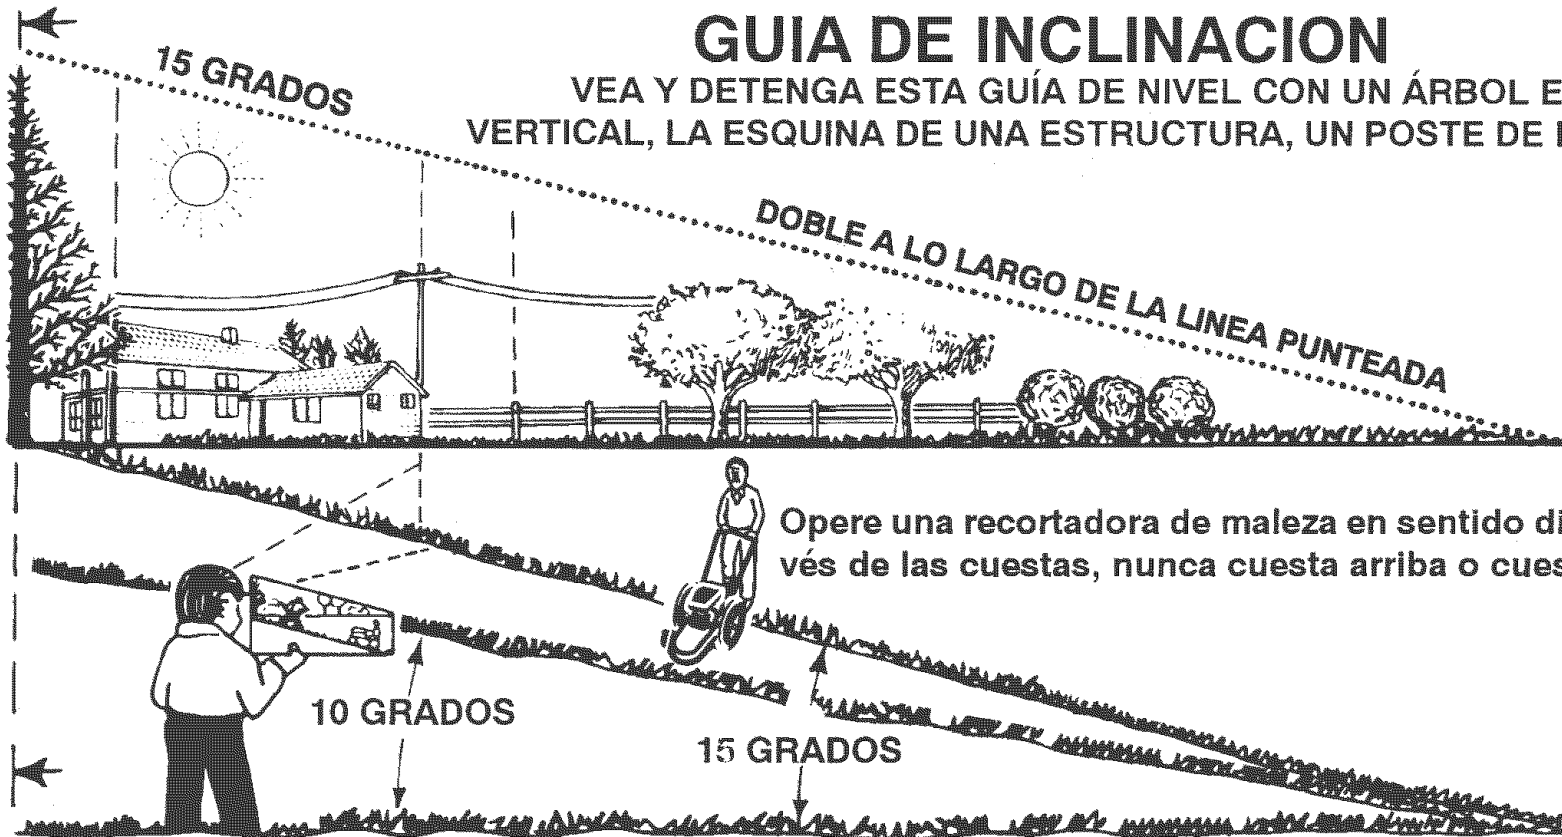 GUIA DE INCLINACION
15 GRADOS
VEA Y DETENGA ESTA GUÍA DE NIVEL CON UN ÁRBOL E
VERTICAL, LA ESQUINA DE UNA ESTRUCTURA, UN POSTE DE
DOBLE A LO LARGO DE LA LINEA PUNTEADA
Opere una recortadora de maleza en sentido di
vés de las cuestas, nunca cuesta arriba o cues
10 GRADOS
15 GRADOS